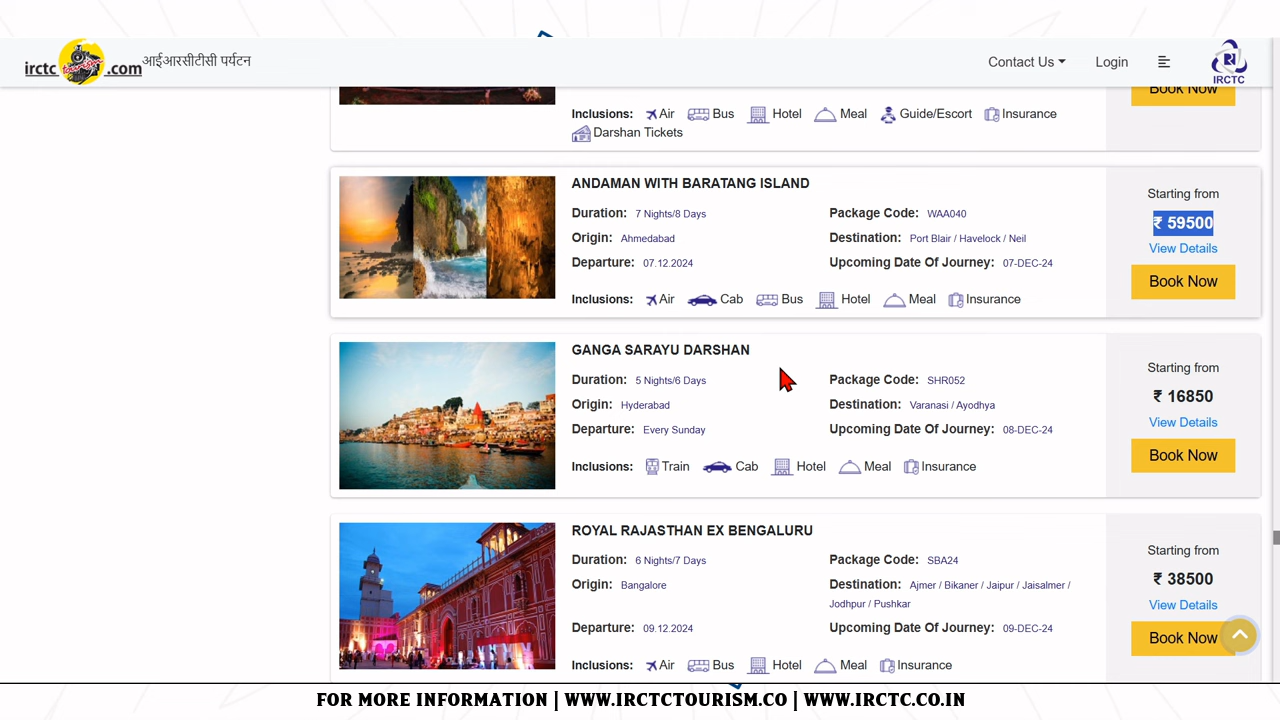 irctc tourism .com आईआरसीटीसी पर्यटन Contact Us Login IRCTC
Book Now
Inclusions: Air Bus Hotel Meal Guide/Escort Insurance
Darshan Tickets
ANDAMAN WITH BARATANG ISLAND
Duration: 7 Nights/8 Days Package Code: WAA040
Origin: Ahmedabad Destination: Port Blair / Havelock / Neil
Departure: 07.12.2024 Upcoming Date Of Journey: 07-DEC-24
Inclusions: Air Cab Bus Hotel Meal Insurance
Starting from
₹ 59500
View Details
Book Now
GANGA SARAYU DARSHAN
Duration: 5 Nights/6 Days Package Code: SHR052
Origin: Hyderabad Destination: Varanasi / Ayodhya
Departure: Every Sunday Upcoming Date Of Journey: 08-DEC-24
Inclusions: Train Cab Hotel Meal Insurance
Starting from
₹ 16850
View Details
Book Now
ROYAL RAJASTHAN EX BENGALURU
Duration: 6 Nights/7 Days Package Code: SBA24
Origin: Bangalore Destination: Ajmer / Bikaner / Jaipur / Jaisalmer /
Jodhpur / Pushkar
Departure: 09.12.2024 Upcoming Date Of Journey: 09-DEC-24
Inclusions: Air Bus Hotel Meal Insurance
Starting from
₹ 38500
View Details
Book Now
FOR MORE INFORMATION | WWW.IRCTCTOURISM.CO | WWW.IRCTC.CO.IN